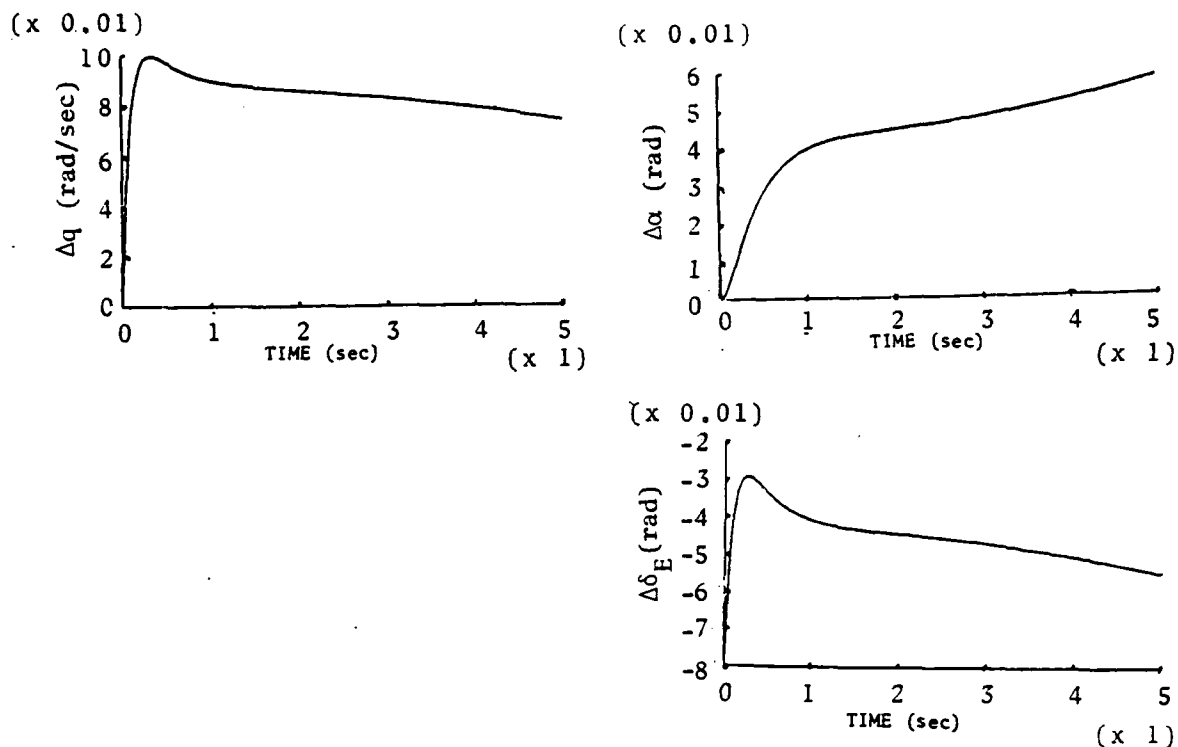 (x 0.01)
10
8
6
4
2
0
Δq (rad/sec)
0 1 2 3 4 5
TIME (sec)
(x 1)
(x 0.01)
6
5
4
3
2
1
0
Δα (rad)
0 1 2 3 4 5
TIME (sec)
(x 1)
(x 0.01)
-2
-3
-4
-5
-6
-7
-8
Δδ_E (rad)
0 1 2 3 4 5
TIME (sec)
(x 1)